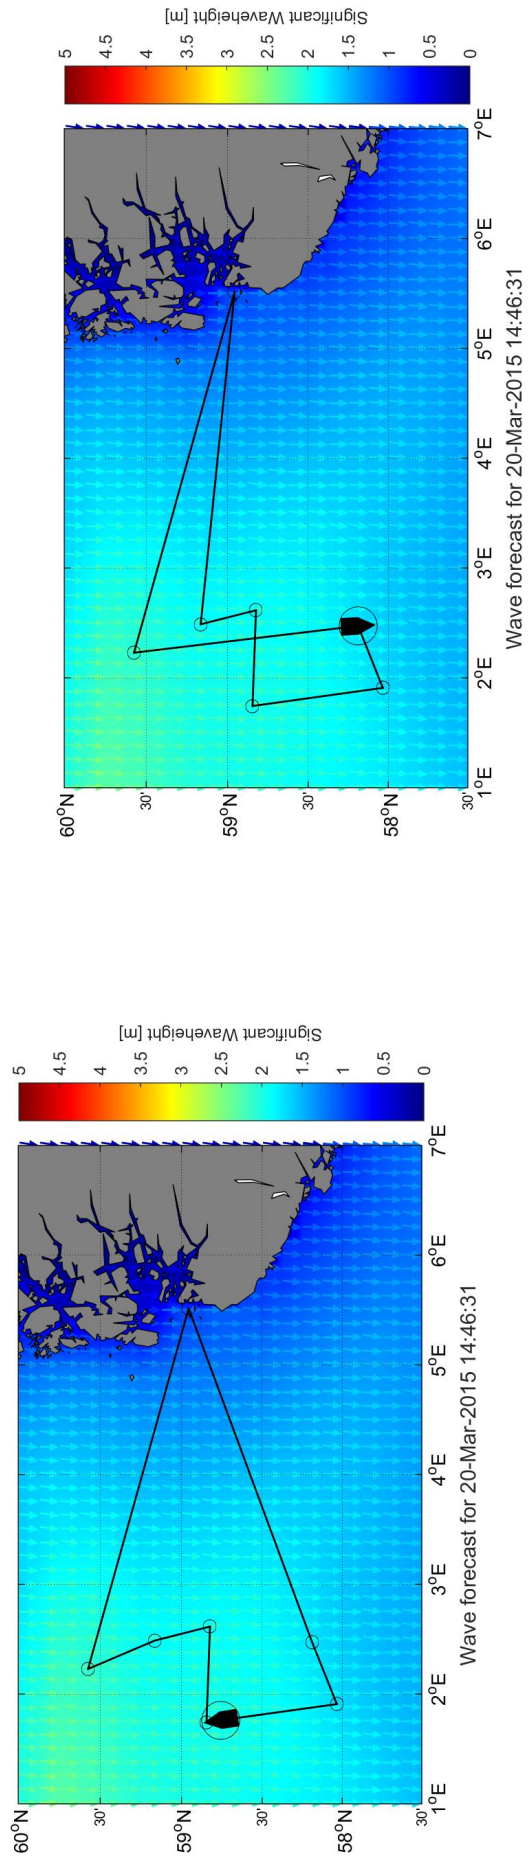 Significant Waveheight [m]
5
4.5
4
3.5
3
2.5
2
1.5
1
0.5
0
60°N
30'
59°N
30'
58°N
30'
1°E
2°E
3°E
4°E
5°E
6°E
7°E
Wave forecast for 20-Mar-2015 14:46:31
Significant Waveheight [m]
5
4.5
4
3.5
3
2.5
2
1.5
1
0.5
0
60°N
30'
59°N
30'
58°N
30'
1°E
2°E
3°E
4°E
5°E
6°E
7°E
Wave forecast for 20-Mar-2015 14:46:31